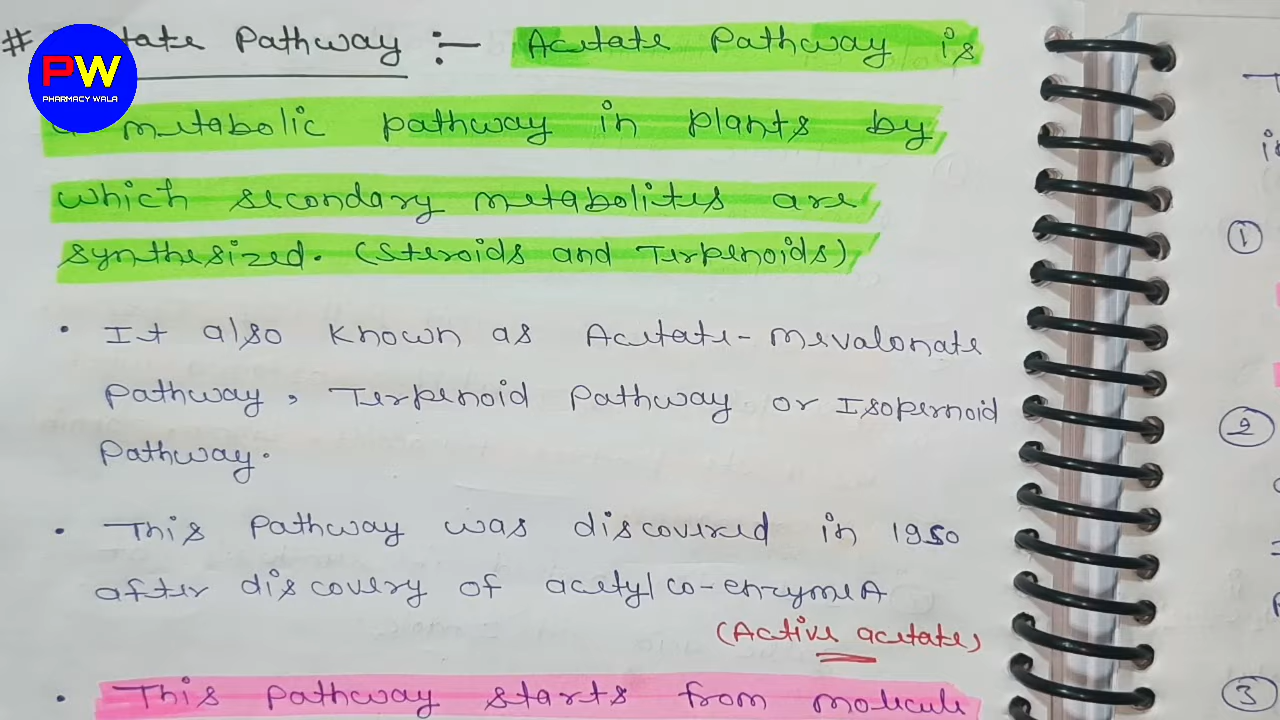 # Acetate Pathway :- Acetate Pathway is
a metabolic pathway in plants by
which secondary metabolites are
synthesized. (Steroids and Terpenoids)
• It also known as Acetate-mevalonate
pathway, Terpenoid Pathway or Isopernoid
Pathway.
• This Pathway was discovered in 1950
after discovery of acetyl co-enzyme A
(Active acetate)
• This pathway starts from molecule
PW
PHARMACY WALA
1
2
3